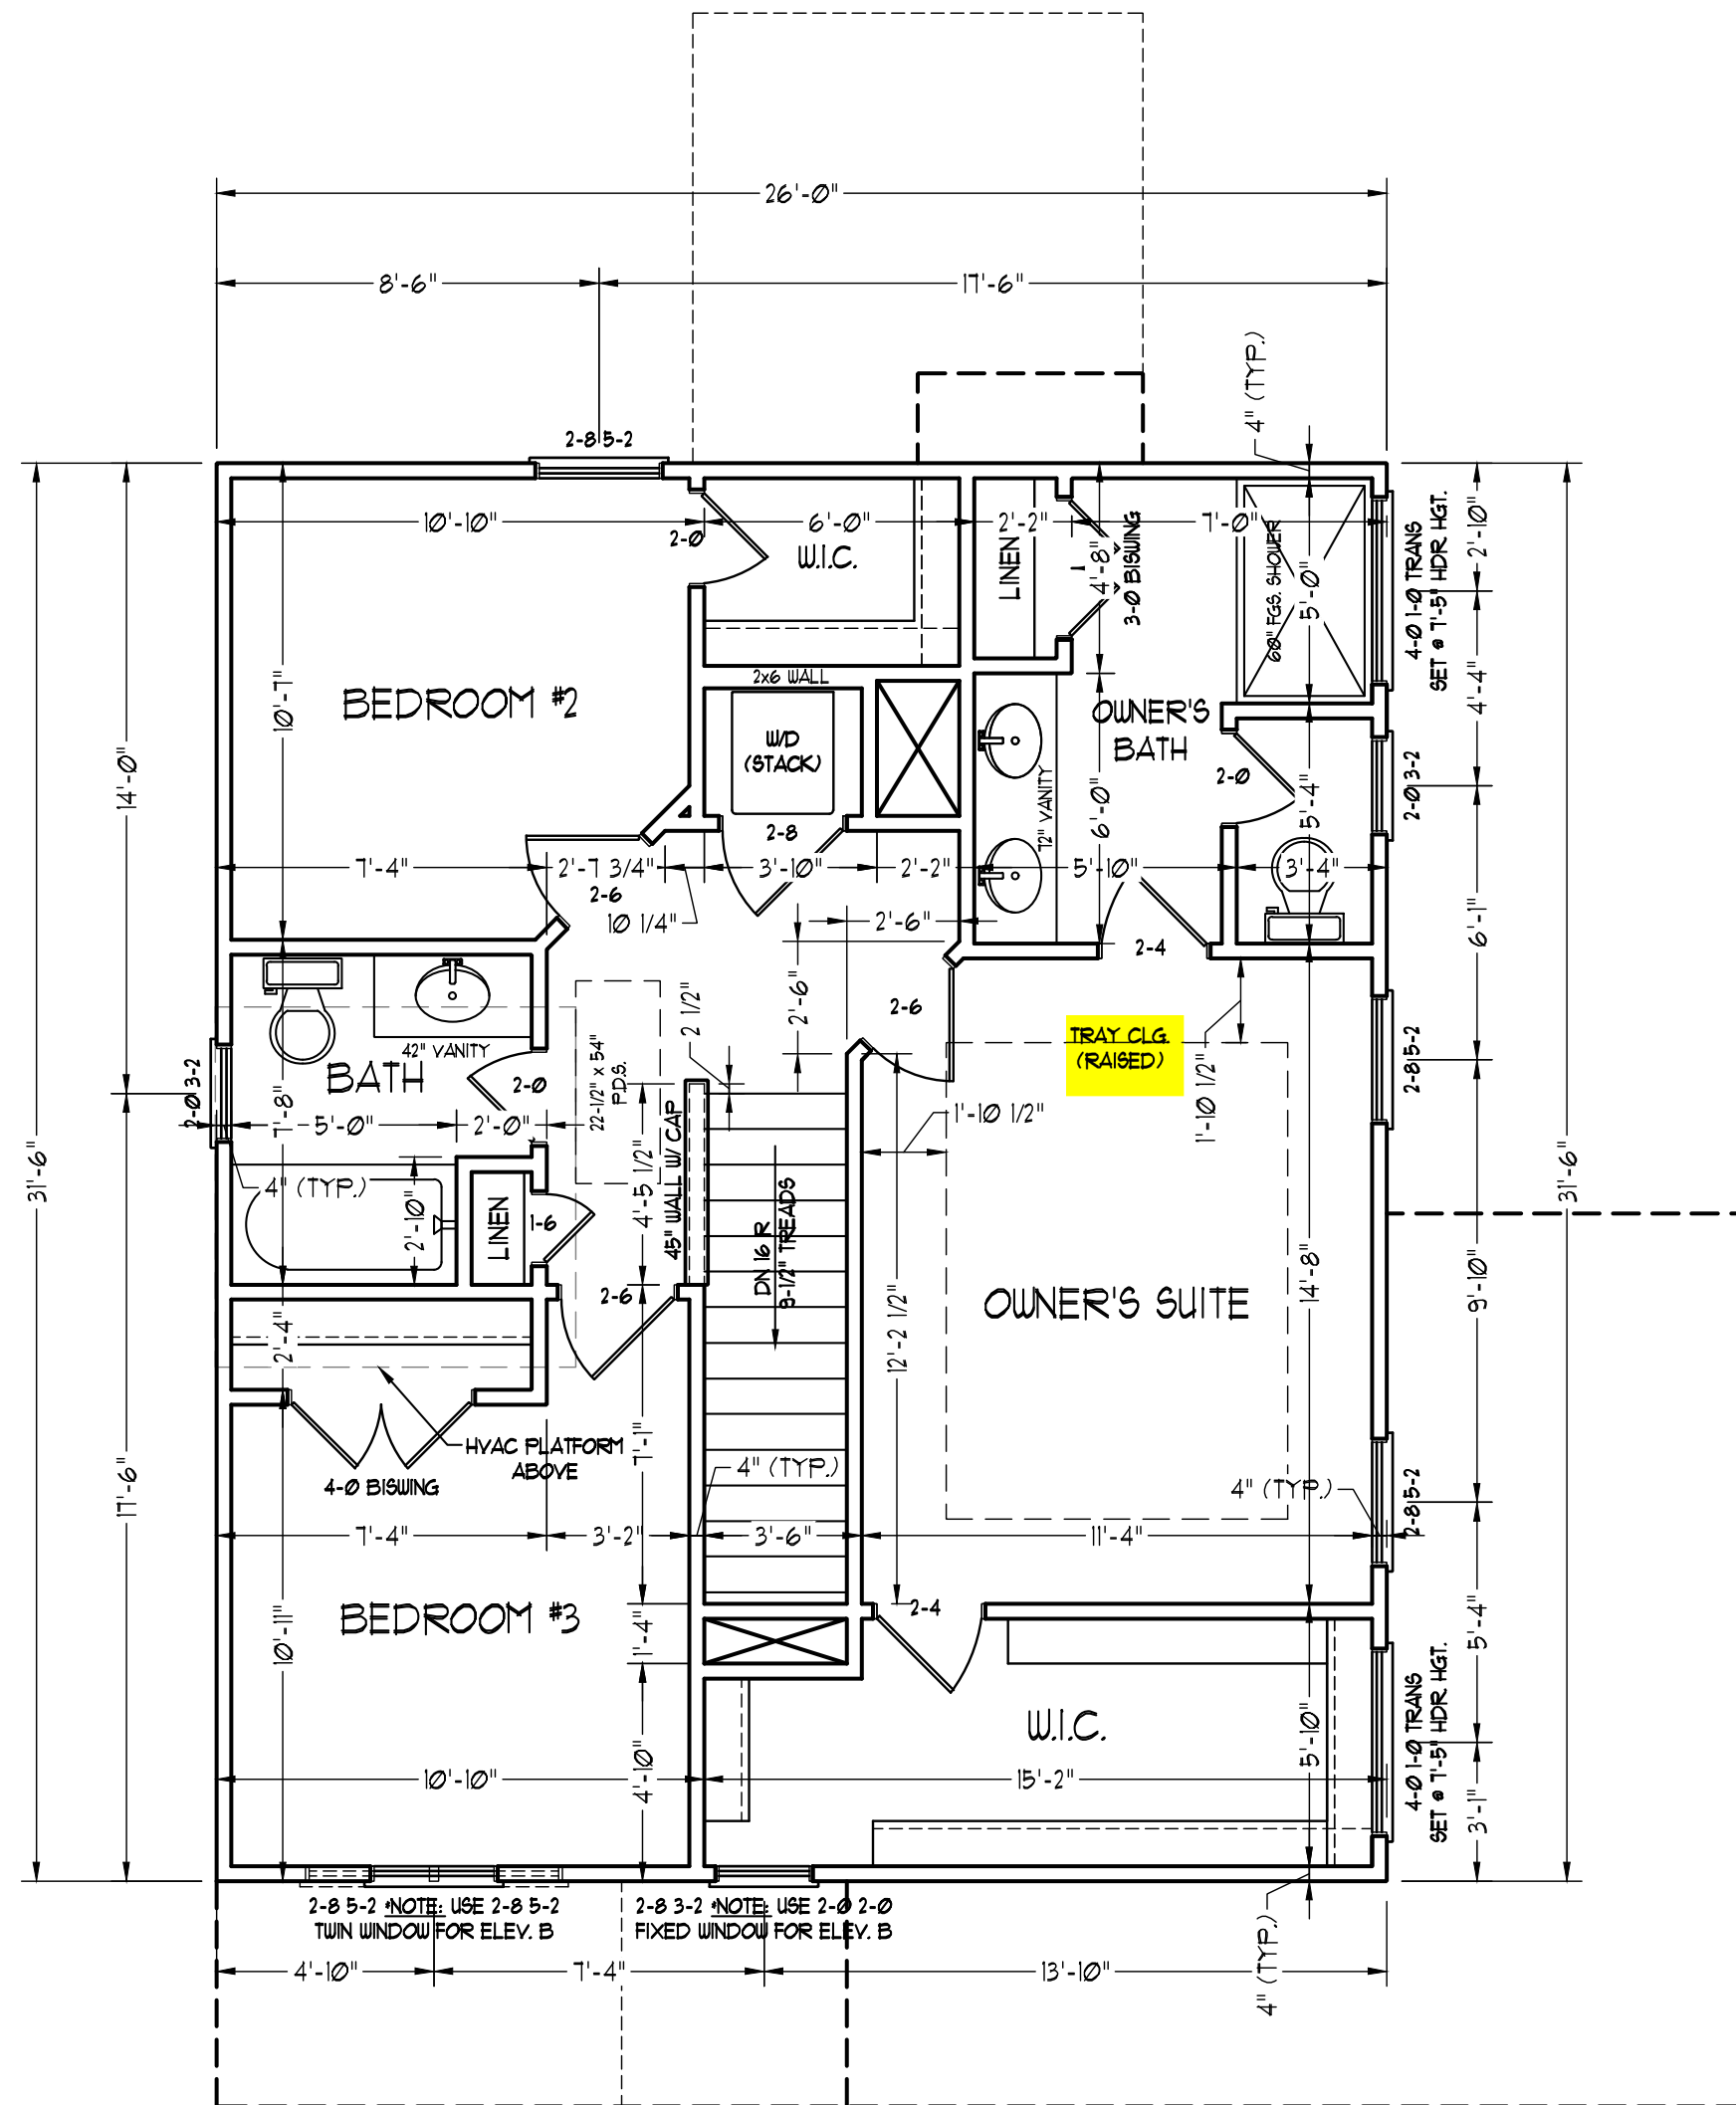 26'-0"
8'-6"
17'-6"
4" (TYP.)
2-8 5-2
10'-10"
6'-0"
2'-2"
7'-0"
2-0
W.I.C.
LINEN
4'-8"
3-0 BISWING
60" FGS. SHOWER
5'-0"
4-0 1-0 TRANS
SET @ 7'-5" HDR. HGT.
2'-10"
4'-4"
10'-7"
BEDROOM #2
2x6 WALL
W/D
(STACK)
OWNER'S
BATH
72" VANITY
6'-0"
2-0
5'-4"
2-0 3-2
14'-0"
2-8
7'-4"
2'-7 3/4"
3'-10"
2'-2"
5'-10"
3'-4"
2-6
10 1/4"
2'-6"
2-4
6'-1"
2'-6"
2-6
2 1/2"
TRAY CLG.
(RAISED)
1'-10 1/2"
2-8 5-2
42" VANITY
BATH
2-0
22-1/2" x 54"
P.D.S.
2-0 3-2
7'-8"
5'-0"
2'-0"
1'-10 1/2"
31'-6"
31'-6"
4" (TYP.)
2'-10"
LINEN
1-6
4'-5 1/2"
45" WALL W/ CAP
DN 16 R
9-1/2" TREADS
2-6
OWNER'S SUITE
14'-8"
9'-10"
2'-4"
12'-2 1/2"
HVAC PLATFORM
ABOVE
4-0 BISWING
7'-1"
4" (TYP.)
4" (TYP.)
2-8 5-2
17'-6"
7'-4"
3'-2"
3'-6"
11'-4"
10'-11"
BEDROOM #3
1'-4"
2-4
5'-4"
W.I.C.
5'-10"
4-0 1-0 TRANS
SET @ 7'-5" HDR. HGT.
10'-10"
4'-10"
15'-2"
3'-1"
2-8 5-2 *NOTE: USE 2-8 5-2
TWIN WINDOW FOR ELEV. B
2-8 3-2 *NOTE: USE 2-0 2-0
FIXED WINDOW FOR ELEV. B
4'-10"
7'-4"
13'-10"
4" (TYP.)